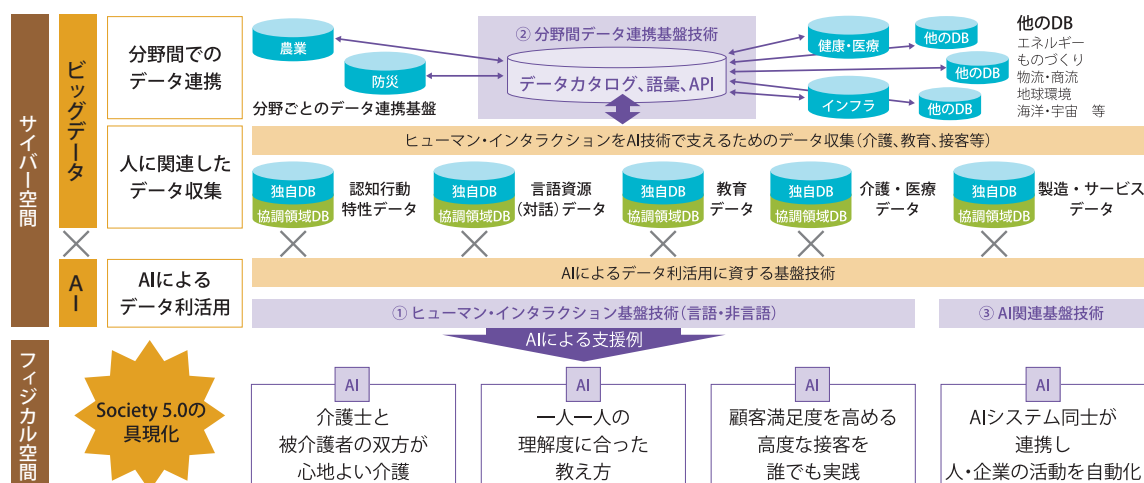 サイバー空間
ビッグデータ
分野間での
データ連携
農業
防災
分野ごとのデータ連携基盤
② 分野間データ連携基盤技術
データカタログ、語彙、API
健康・医療
インフラ
他のDB
他のDB
他のDB
他のDB
エネルギー
ものづくり
物流・商流
地球環境
海洋・宇宙 等
人に関連した
データ収集
ヒューマン・インタラクションをAI技術で支えるためのデータ収集(介護、教育、接客等)
独自DB
協調領域DB
認知行動
特性データ
独自DB
協調領域DB
言語資源
(対話)データ
独自DB
協調領域DB
教育
データ
独自DB
協調領域DB
介護・医療
データ
独自DB
協調領域DB
製造・サービス
データ
AI
AIによる
データ利活用
AIによるデータ利活用に資する基盤技術
① ヒューマン・インタラクション基盤技術(言語・非言語)
③ AI関連基盤技術
AIによる支援例
フィジカル空間
Society 5.0の
具現化
AI
介護士と
被介護者の双方が
心地よい介護
AI
一人一人の
理解度に合った
教え方
AI
顧客満足度を高める
高度な接客を
誰でも実践
AI
AIシステム同士が
連携し
人・企業の活動を自動化